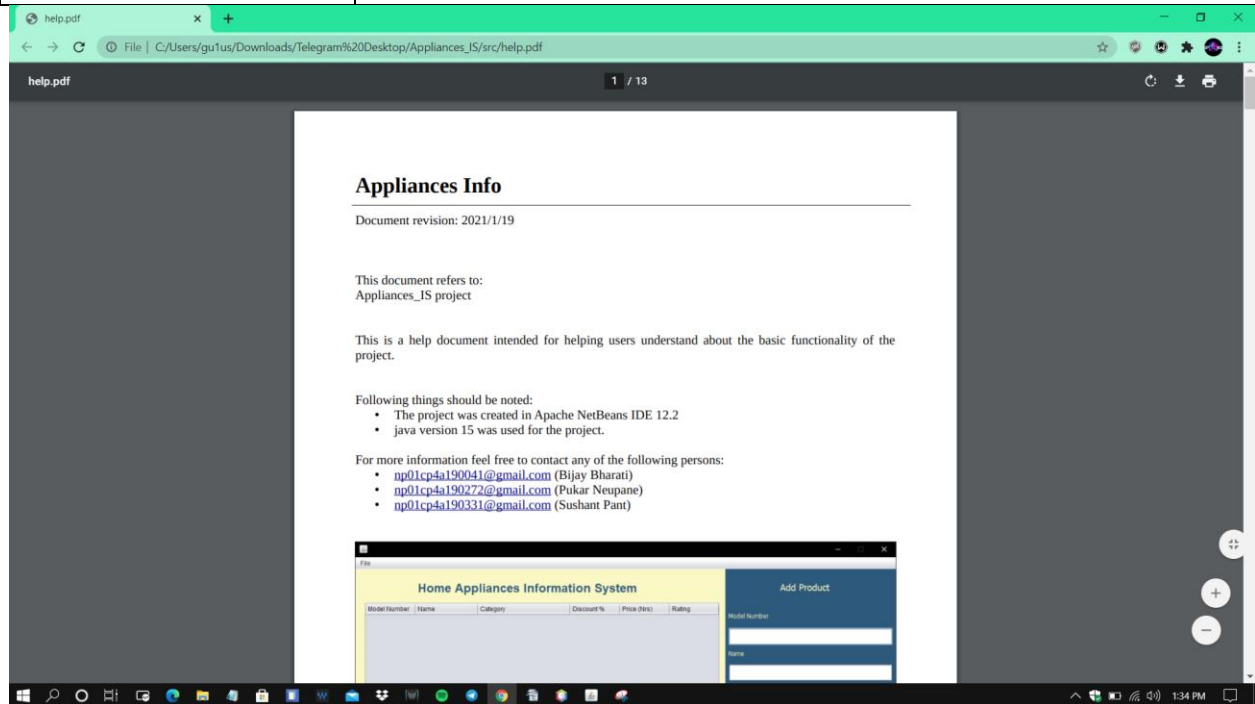 help.pdf
File | C:/Users/gu1us/Downloads/Telegram%20Desktop/Appliances_IS/src/help.pdf
help.pdf
1 / 13
Appliances Info
Document revision: 2021/1/19
This document refers to:
Appliances_IS project
This is a help document intended for helping users understand about the basic functionality of the
project.
Following things should be noted:
• The project was created in Apache NetBeans IDE 12.2
• java version 15 was used for the project.
For more information feel free to contact any of the following persons:
• np01cp4a190041@gmail.com (Bijay Bharati)
• np01cp4a190272@gmail.com (Pukar Neupane)
• np01cp4a190331@gmail.com (Sushant Pant)
File
Home Appliances Information System
Add Product
Model Number Name Category Discount % Price (Nrs) Rating
Model Number
Name
1:34 PM